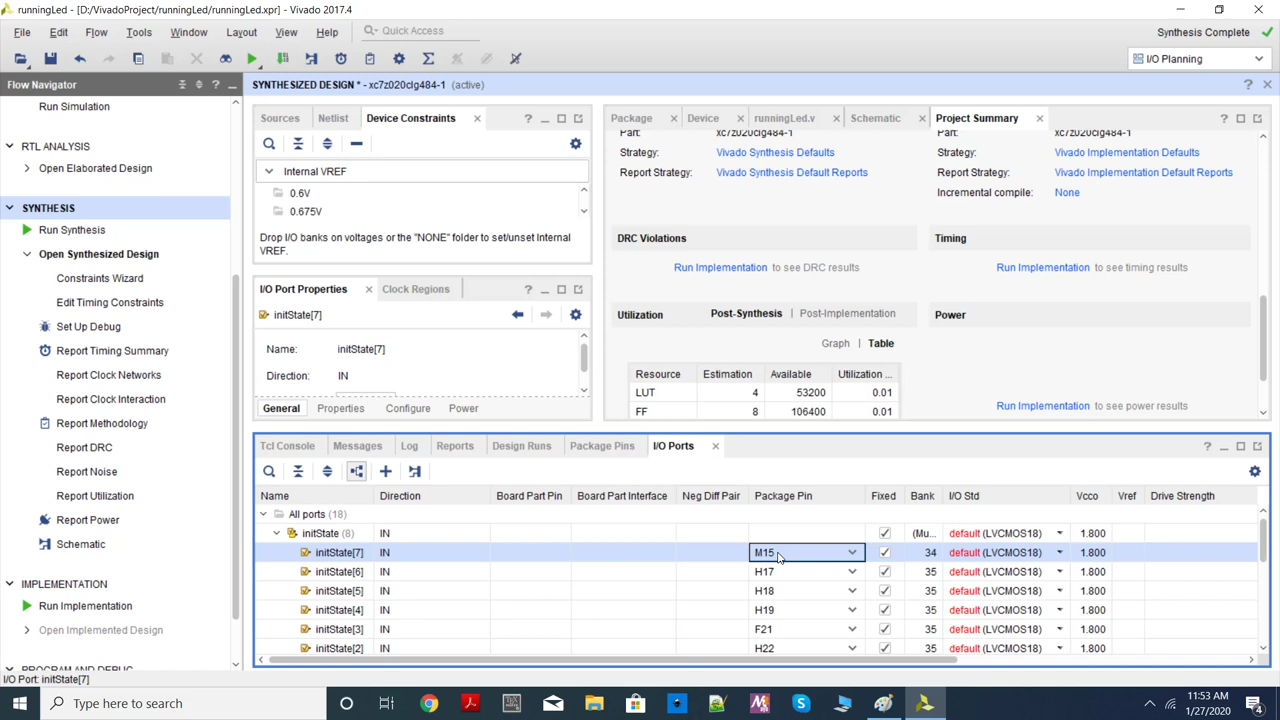 runningLed - [D:/VivadoProject/runningLed/runningLed.xpr] - Vivado 2017.4
File Edit Flow Tools Window Layout View Help Quick Access
Synthesis Complete
I/O Planning
Flow Navigator
Run Simulation
RTL ANALYSIS
Open Elaborated Design
SYNTHESIS
Run Synthesis
Open Synthesized Design
Constraints Wizard
Edit Timing Constraints
Set Up Debug
Report Timing Summary
Report Clock Networks
Report Clock Interaction
Report Methodology
Report DRC
Report Noise
Report Utilization
Report Power
Schematic
IMPLEMENTATION
Run Implementation
Open Implemented Design
PROGRAM AND DEBUG
I/O Port: initState[7]
SYNTHESIZED DESIGN * - xc7z020clg484-1 (active)
Sources Netlist Device Constraints
Internal VREF
0.6V
0.675V
Drop I/O banks on voltages or the "NONE" folder to set/unset Internal
VREF.
I/O Port Properties Clock Regions
initState[7]
Name: initState[7]
Direction: IN
General Properties Configure Power
Package Device runningLed.v Schematic Project Summary
Part: xc7z020clg484-1 Part: xc7z020clg484-1
Strategy: Vivado Synthesis Defaults Strategy: Vivado Implementation Defaults
Report Strategy: Vivado Synthesis Default Reports Report Strategy: Vivado Implementation Default Reports
Incremental compile: None
DRC Violations Timing
Run Implementation to see DRC results Run Implementation to see timing results
Utilization Post-Synthesis | Post-Implementation Power
Graph | Table
Resource Estimation Available Utilization ...
LUT 4 53200 0.01
FF 8 106400 0.01
Run Implementation to see power results
Tcl Console Messages Log Reports Design Runs Package Pins I/O Ports
Name Direction Board Part Pin Board Part Interface Neg Diff Pair Package Pin Fixed Bank I/O Std Vcco Vref Drive Strength
All ports (18)
initState (8) IN (Mu... default (LVCMOS18) 1.800
initState[7] IN M15 34 default (LVCMOS18) 1.800
initState[6] IN H17 35 default (LVCMOS18) 1.800
initState[5] IN H18 35 default (LVCMOS18) 1.800
initState[4] IN H19 35 default (LVCMOS18) 1.800
initState[3] IN F21 35 default (LVCMOS18) 1.800
initState[2] IN H22 35 default (LVCMOS18) 1.800
Type here to search
11:53 AM
1/27/2020
4